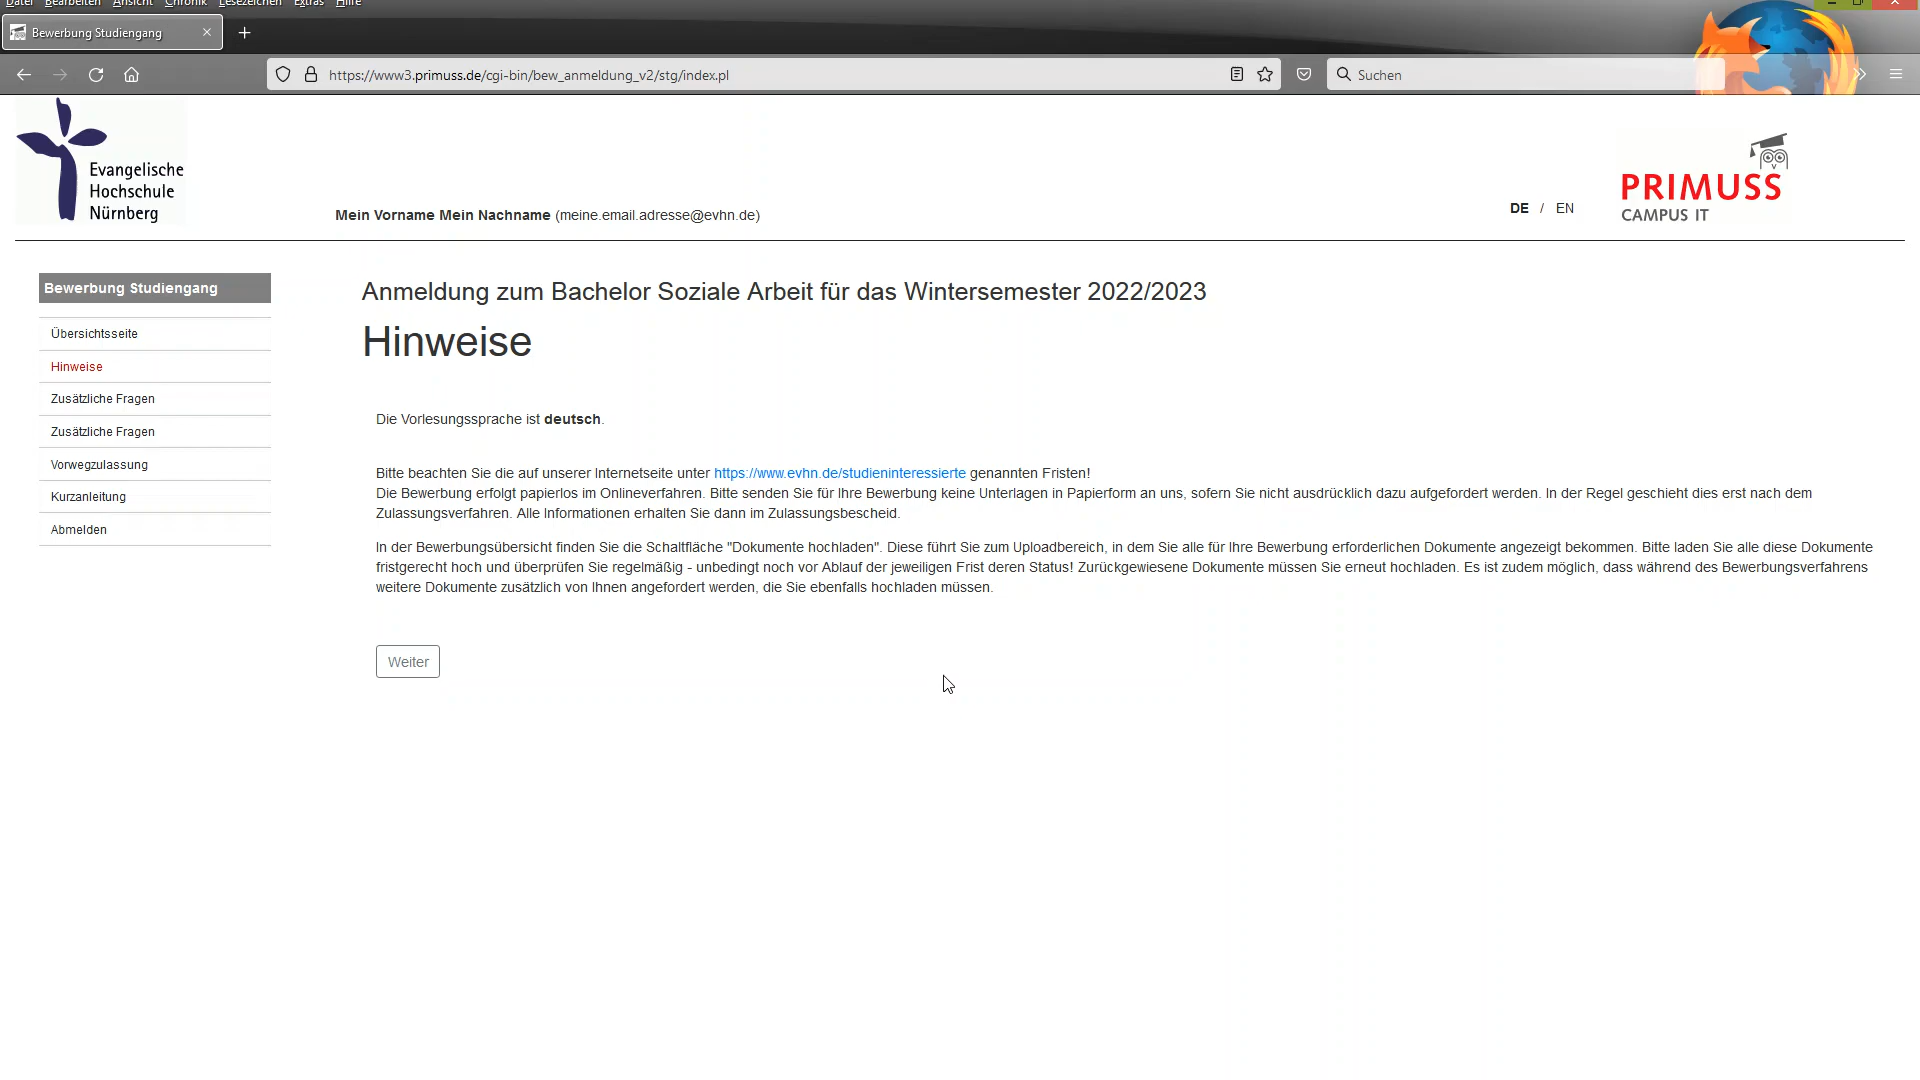 Datei Bearbeiten Ansicht Chronik Lesezeichen Extras Hilfe
Bewerbung Studiengang
https://www3.primuss.de/cgi-bin/bew_anmeldung_v2/stg/index.pl
Suchen
Evangelische
Hochschule
Nürnberg
Mein Vorname Mein Nachname (meine.email.adresse@evhn.de)
DE / EN
PRIMUSS
CAMPUS IT
Bewerbung Studiengang
Übersichtsseite
Hinweise
Zusätzliche Fragen
Zusätzliche Fragen
Vorwegzulassung
Kurzanleitung
Abmelden
Anmeldung zum Bachelor Soziale Arbeit für das Wintersemester 2022/2023
Hinweise
Die Vorlesungssprache ist deutsch.
Bitte beachten Sie die auf unserer Internetseite unter https://www.evhn.de/studieninteressierte genannten Fristen!
Die Bewerbung erfolgt papierlos im Onlineverfahren. Bitte senden Sie für Ihre Bewerbung keine Unterlagen in Papierform an uns, sofern Sie nicht ausdrücklich dazu aufgefordert werden. In der Regel geschieht dies erst nach dem
Zulassungsverfahren. Alle Informationen erhalten Sie dann im Zulassungsbescheid.
In der Bewerbungsübersicht finden Sie die Schaltfläche "Dokumente hochladen". Diese führt Sie zum Uploadbereich, in dem Sie alle für Ihre Bewerbung erforderlichen Dokumente angezeigt bekommen. Bitte laden Sie alle diese Dokumente
fristgerecht hoch und überprüfen Sie regelmäßig - unbedingt noch vor Ablauf der jeweiligen Frist deren Status! Zurückgewiesene Dokumente müssen Sie erneut hochladen. Es ist zudem möglich, dass während des Bewerbungsverfahrens
weitere Dokumente zusätzlich von Ihnen angefordert werden, die Sie ebenfalls hochladen müssen.
Weiter